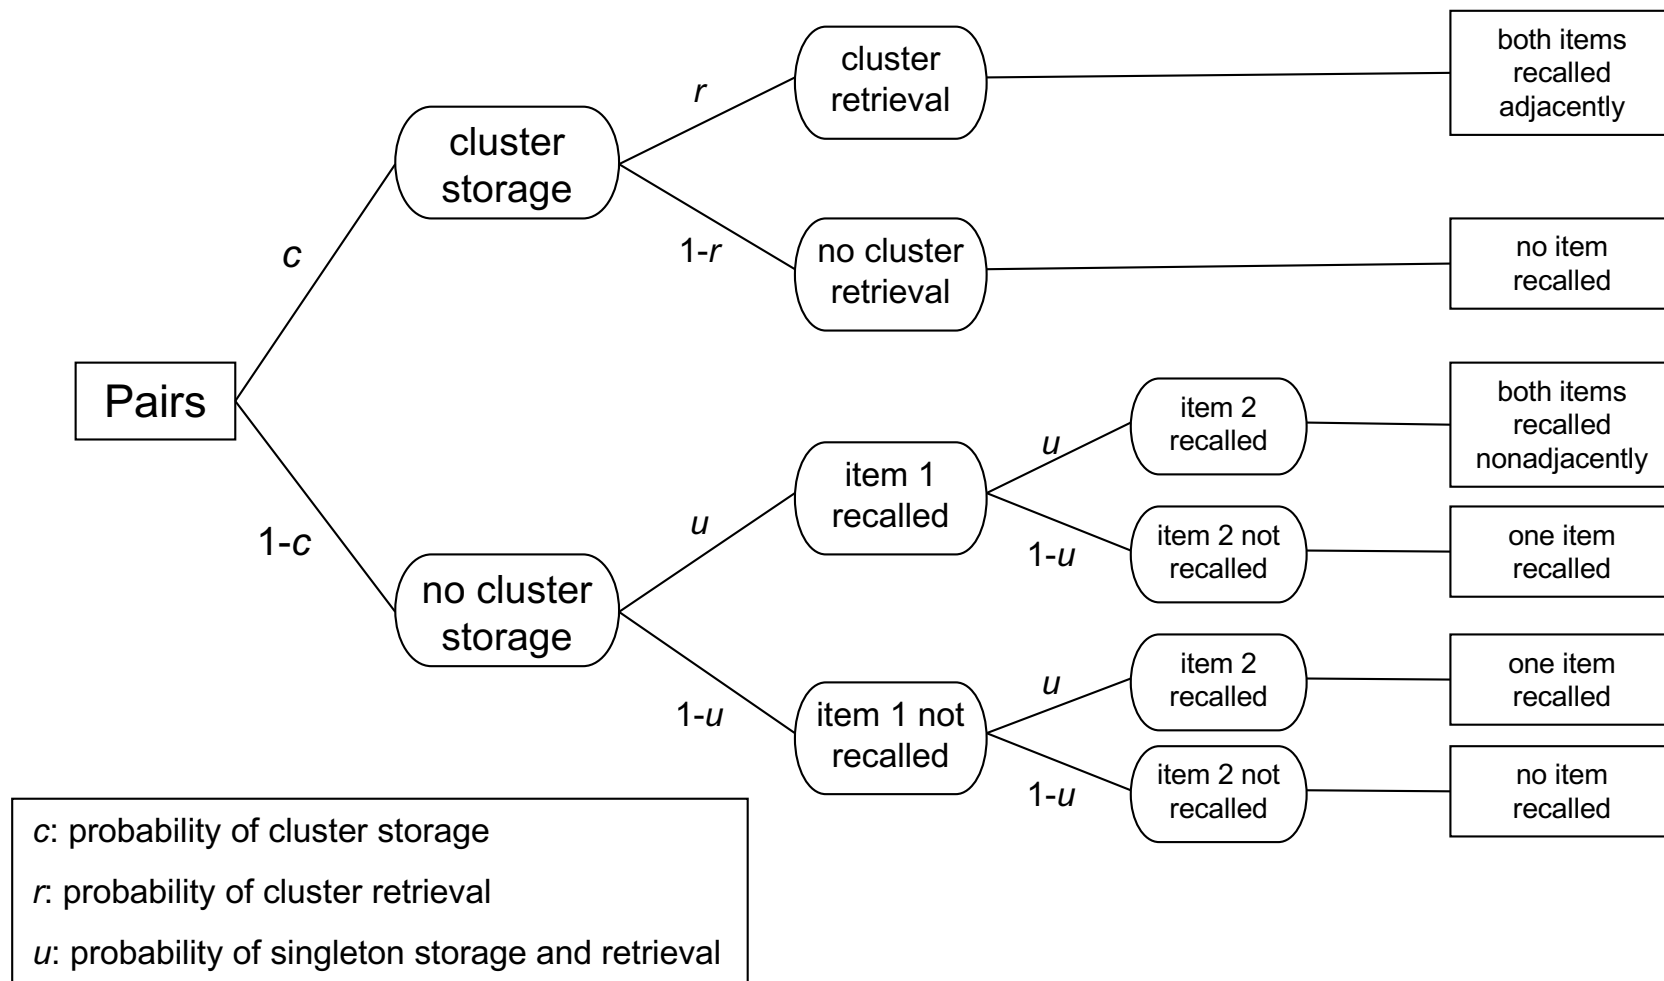 both items
recalled
adjacently
cluster
retrieval
r
cluster
storage
1-r
no cluster
retrieval
no item
recalled
c
Pairs
1-c
both items
recalled
nonadjacently
item 2
recalled
u
item 1
recalled
u
1-u
item 2 not
recalled
one item
recalled
no cluster
storage
1-u
item 1 not
recalled
u
item 2
recalled
one item
recalled
1-u
item 2 not
recalled
no item
recalled
c: probability of cluster storage
r: probability of cluster retrieval
u: probability of singleton storage and retrieval